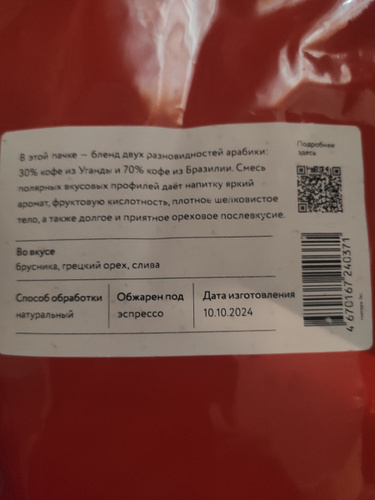 В этой пачке — бленд двух разновидностей арабики:
30% кофе из Уганды и 70% кофе из Бразилии. Смесь
полярных вкусовых профилей даёт напитку яркий
аромат, фруктовую кислотность, плотное шелковистое
тело, а также долгое и приятное ореховое послевкусие.
Подробнее
здесь
Во вкусе
брусника, грецкий орех, слива
Способ обработки
натуральный
Обжарен под
эспрессо
Дата изготовления
10.10.2024
4 670167 240371